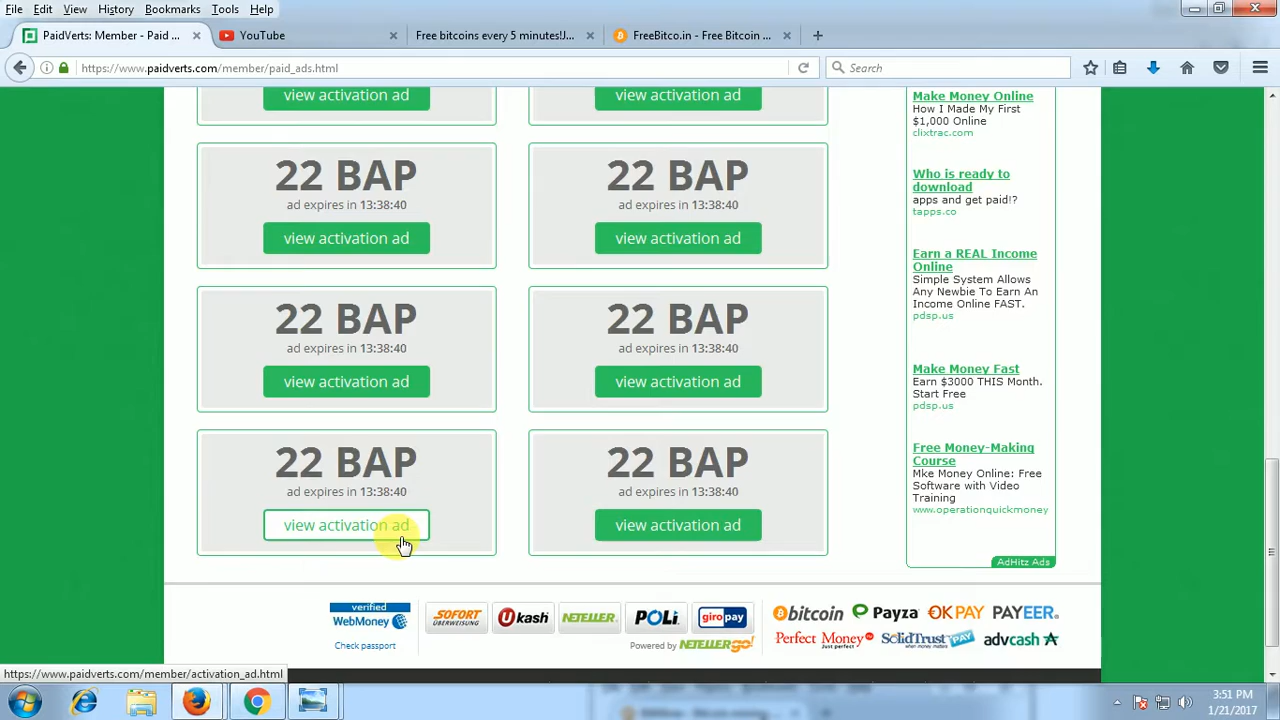 File Edit View History Bookmarks Tools Help
PaidVerts: Member - Paid ...
YouTube
Free bitcoins every 5 minutes!J...
FreeBitco.in - Free Bitcoin ...
https://www.paidverts.com/member/paid_ads.html
Search
view activation ad
view activation ad
22 BAP
ad expires in 13:38:40
view activation ad
22 BAP
ad expires in 13:38:40
view activation ad
22 BAP
ad expires in 13:38:40
view activation ad
22 BAP
ad expires in 13:38:40
view activation ad
22 BAP
ad expires in 13:38:40
view activation ad
22 BAP
ad expires in 13:38:40
view activation ad
Make Money Online
How I Made My First
$1,000 Online
clixtrac.com
Who is ready to
download
apps and get paid!?
tapps.co
Earn a REAL Income
Online
Simple System Allows
Any Newbie To Earn An
Income Online FAST.
pdsp.us
Make Money Fast
Earn $3000 THIS Month.
Start Free
pdsp.us
Free Money-Making
Course
Mke Money Online: Free
Software with Video
Training
www.operationquickmoney
AdHitz Ads
verified
WebMoney
Check passport
SOFORT
ÜBERWEISUNG
Ukash
NETELLER
POLi
giropay
Powered by NETELLERgo!
bitcoin Payza OKPAY PAYEER
Perfect Money
Just perfect
SolidTrustPAY
advcash
https://www.paidverts.com/member/activation_ad.html
3:51 PM
1/21/2017